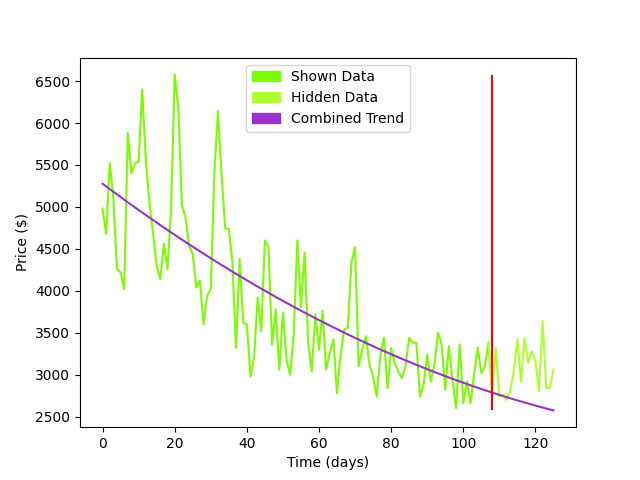 Shown Data
Hidden Data
Combined Trend
6500
6000
5500
5000
4500
4000
3500
3000
2500
Price ($)
0 20 40 60 80 100 120
Time (days)